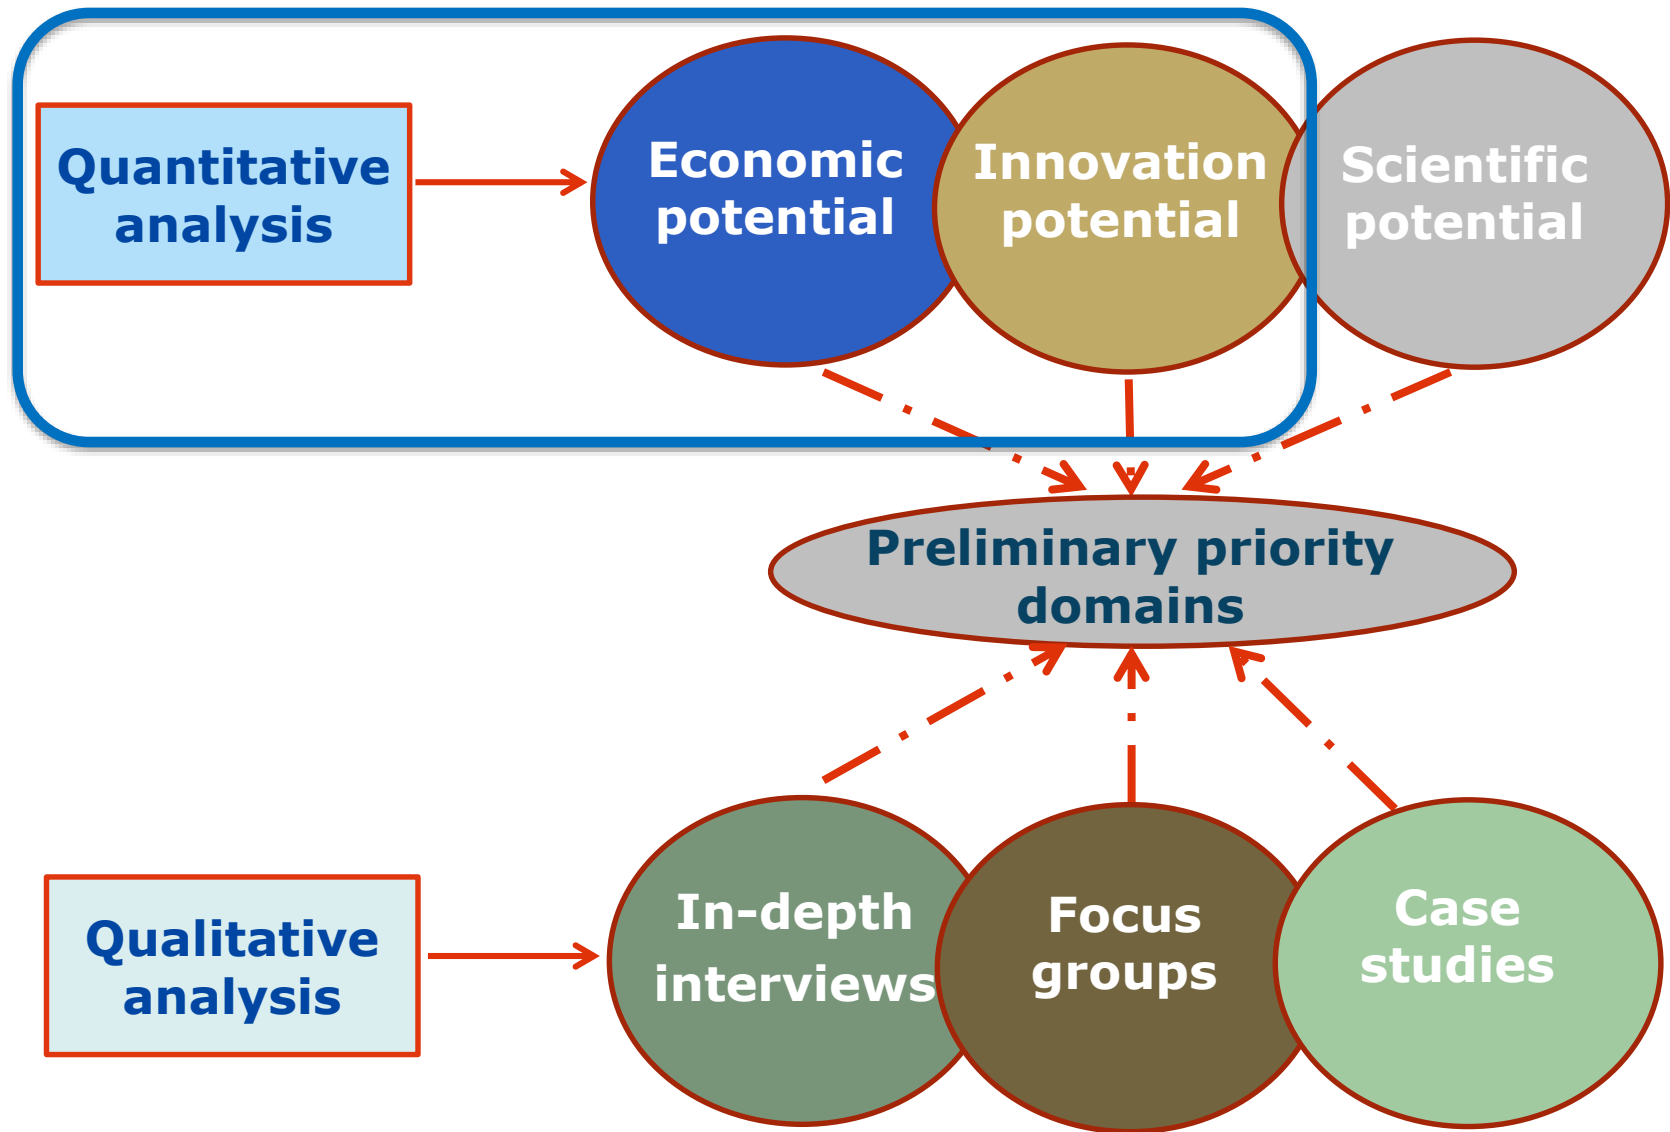 Quantitative
analysis
Economic
potential
Innovation
potential
Scientific
potential
Preliminary priority
domains
Qualitative
analysis
In-depth
interviews
Focus
groups
Case
studies